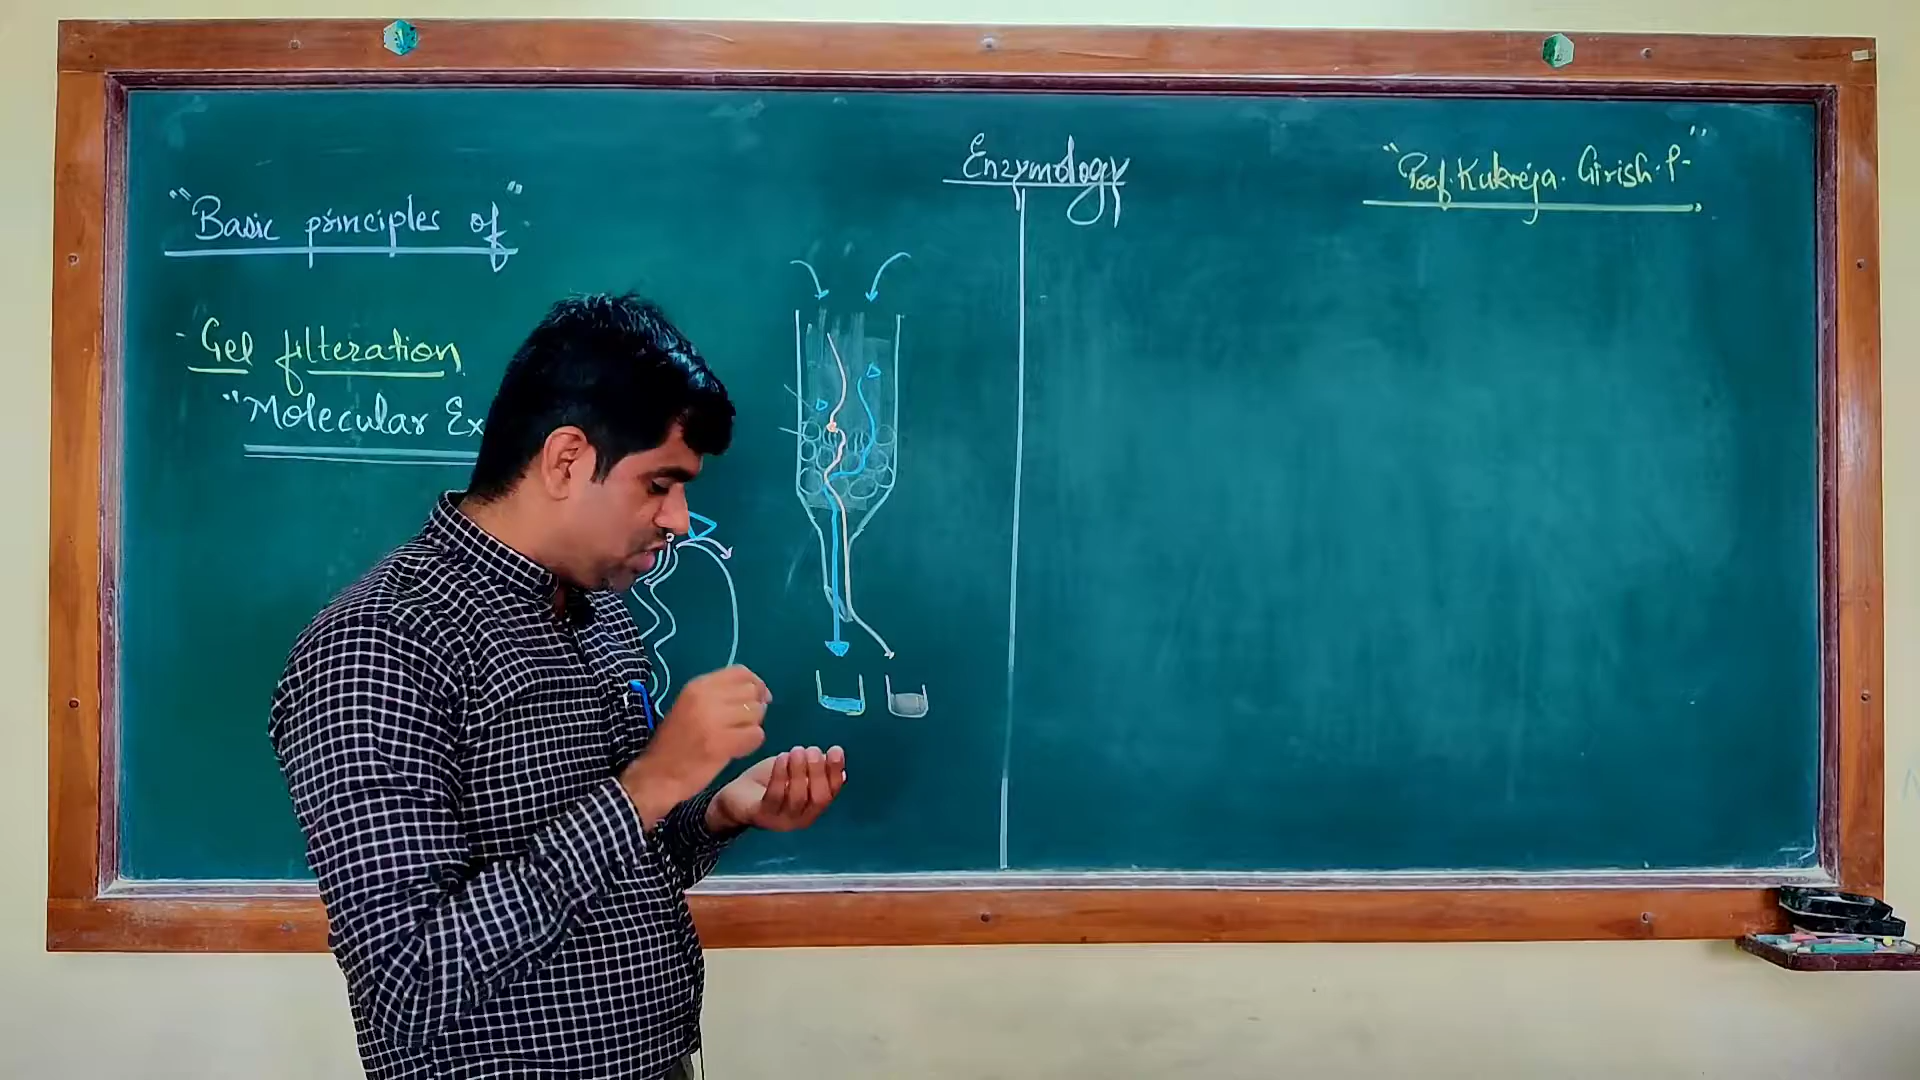 Enzymology
"Prof. Kukreja. Girish. P."
"Basic principles of"
- Gel filteration
"Molecular Ex